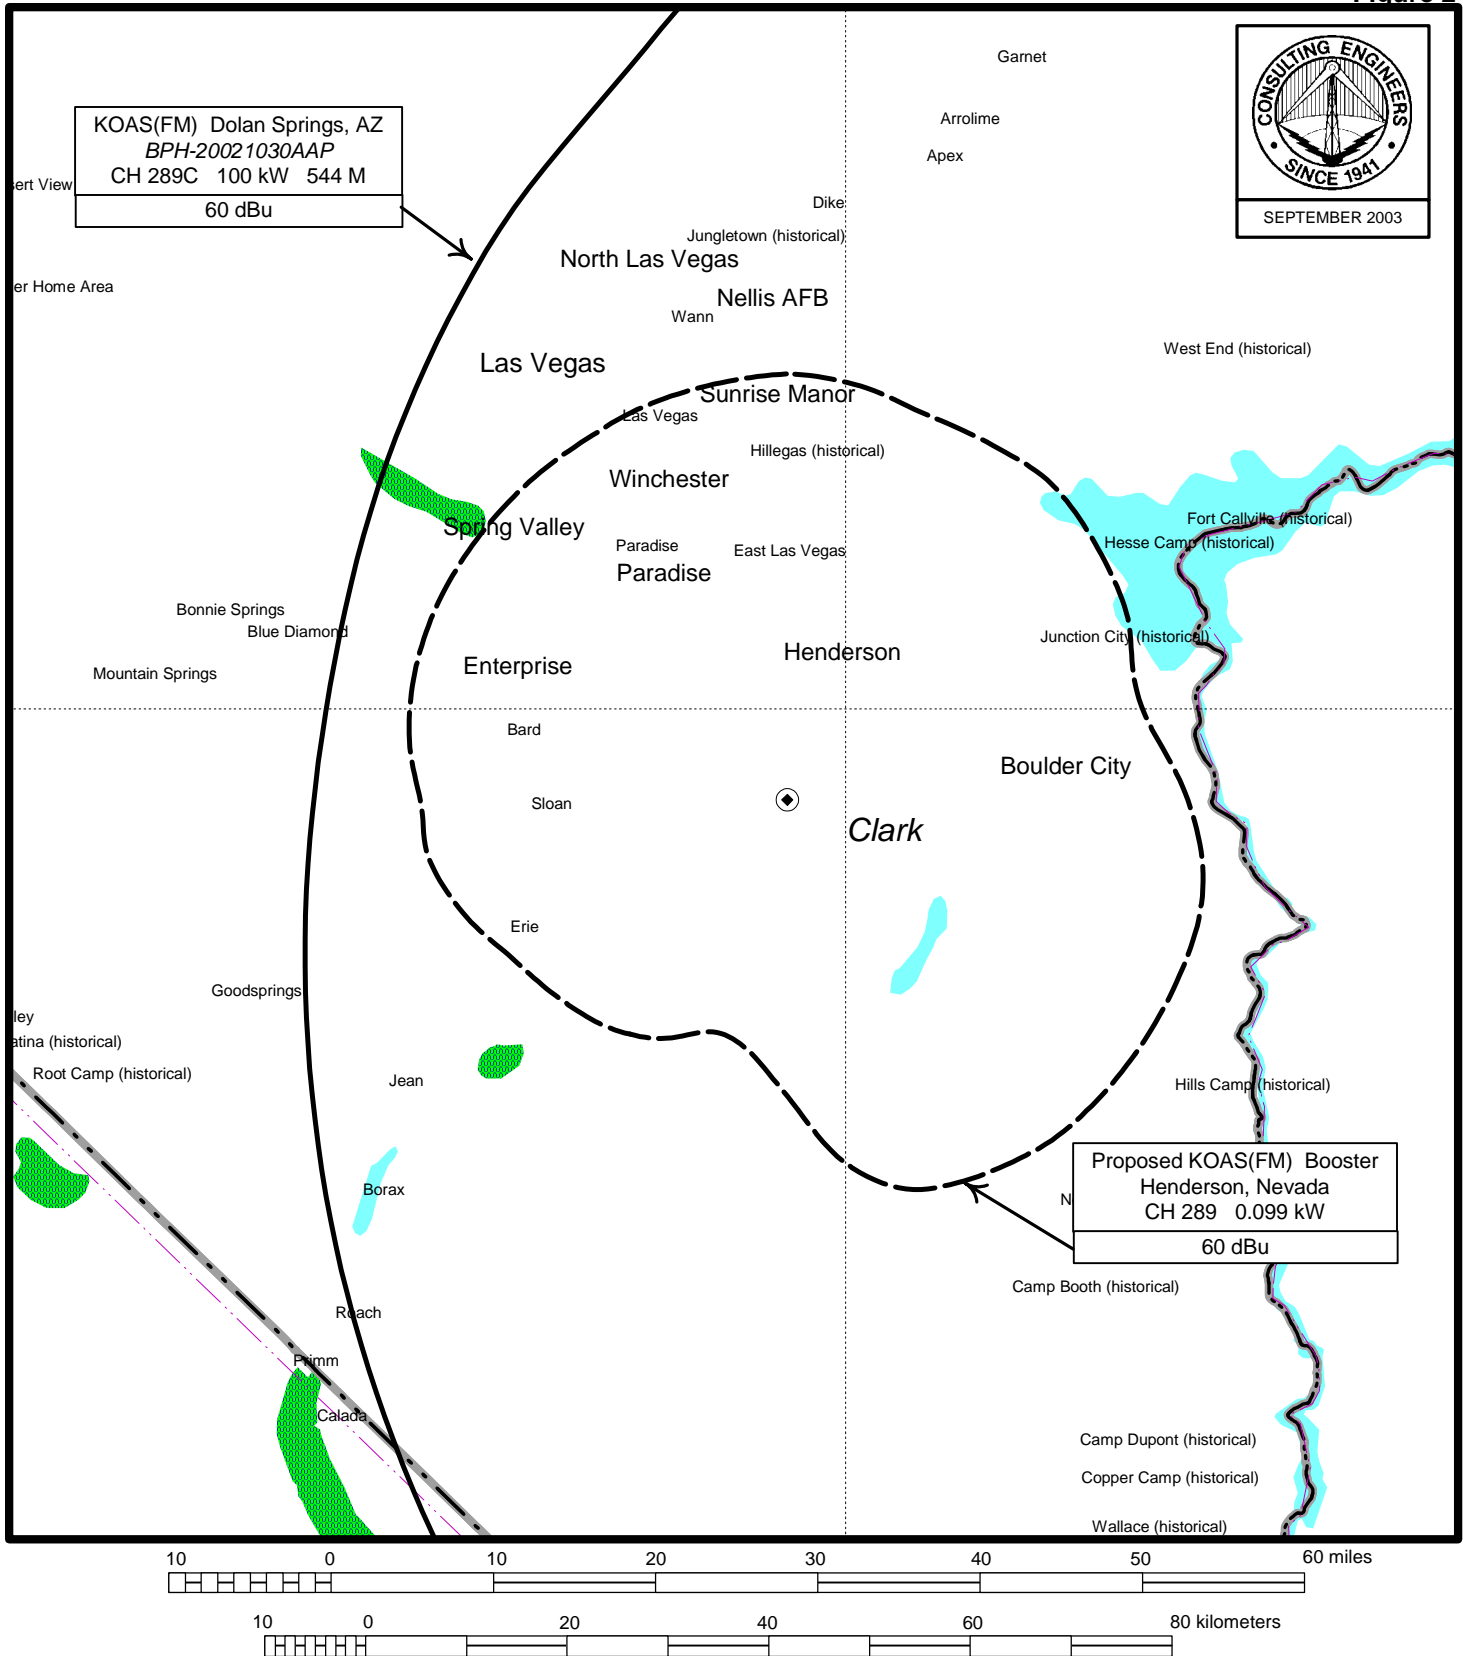 Garnet
CONSULTING ENGINEERS
SINCE 1941
SEPTEMBER 2003
KOAS(FM) Dolan Springs, AZ
BPH-20021030AAP
CH 289C 100 kW 544 M
60 dBu
Arrolime
Apex
View
Dike
Jungletown (historical)
North Las Vegas
Home Area
Nellis AFB
Wann
West End (historical)
Las Vegas
Sunrise Manor
Las Vegas
Hillegas (historical)
Winchester
Fort Callville (historical)
Spring Valley
Hesse Camp (historical)
Paradise
East Las Vegas
Paradise
Bonnie Springs
Blue Diamond
Junction City (historical)
Henderson
Enterprise
Mountain Springs
Bard
Boulder City
Sloan
Clark
Erie
Goodsprings
ley
atina (historical)
Root Camp (historical)
Jean
Hills Camp (historical)
Proposed KOAS(FM) Booster
Henderson, Nevada
CH 289 0.099 kW
60 dBu
Borax
N
Camp Booth (historical)
Roach
Primm
Calada
Camp Dupont (historical)
Copper Camp (historical)
Wallace (historical)
10 0 10 20 30 40 50 60 miles
10 0 20 40 60 80 kilometers